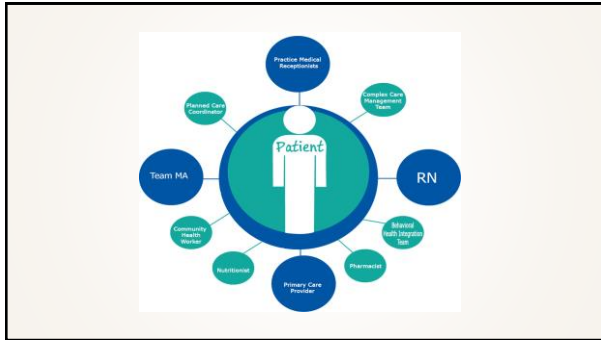 Practice Medical
Receptionists
Planned Care
Coordinator
Complex Care
Management
Team
Patient
Team MA
RN
Community
Health
Worker
Behavioral
Health Integration
Team
Nutritionist
Pharmacist
Primary Care
Provider